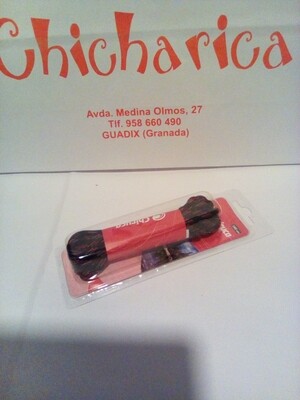 Chicharica
Avda. Medina Olmos, 27
Tlf. 958 660 490
GUADIX (Granada)